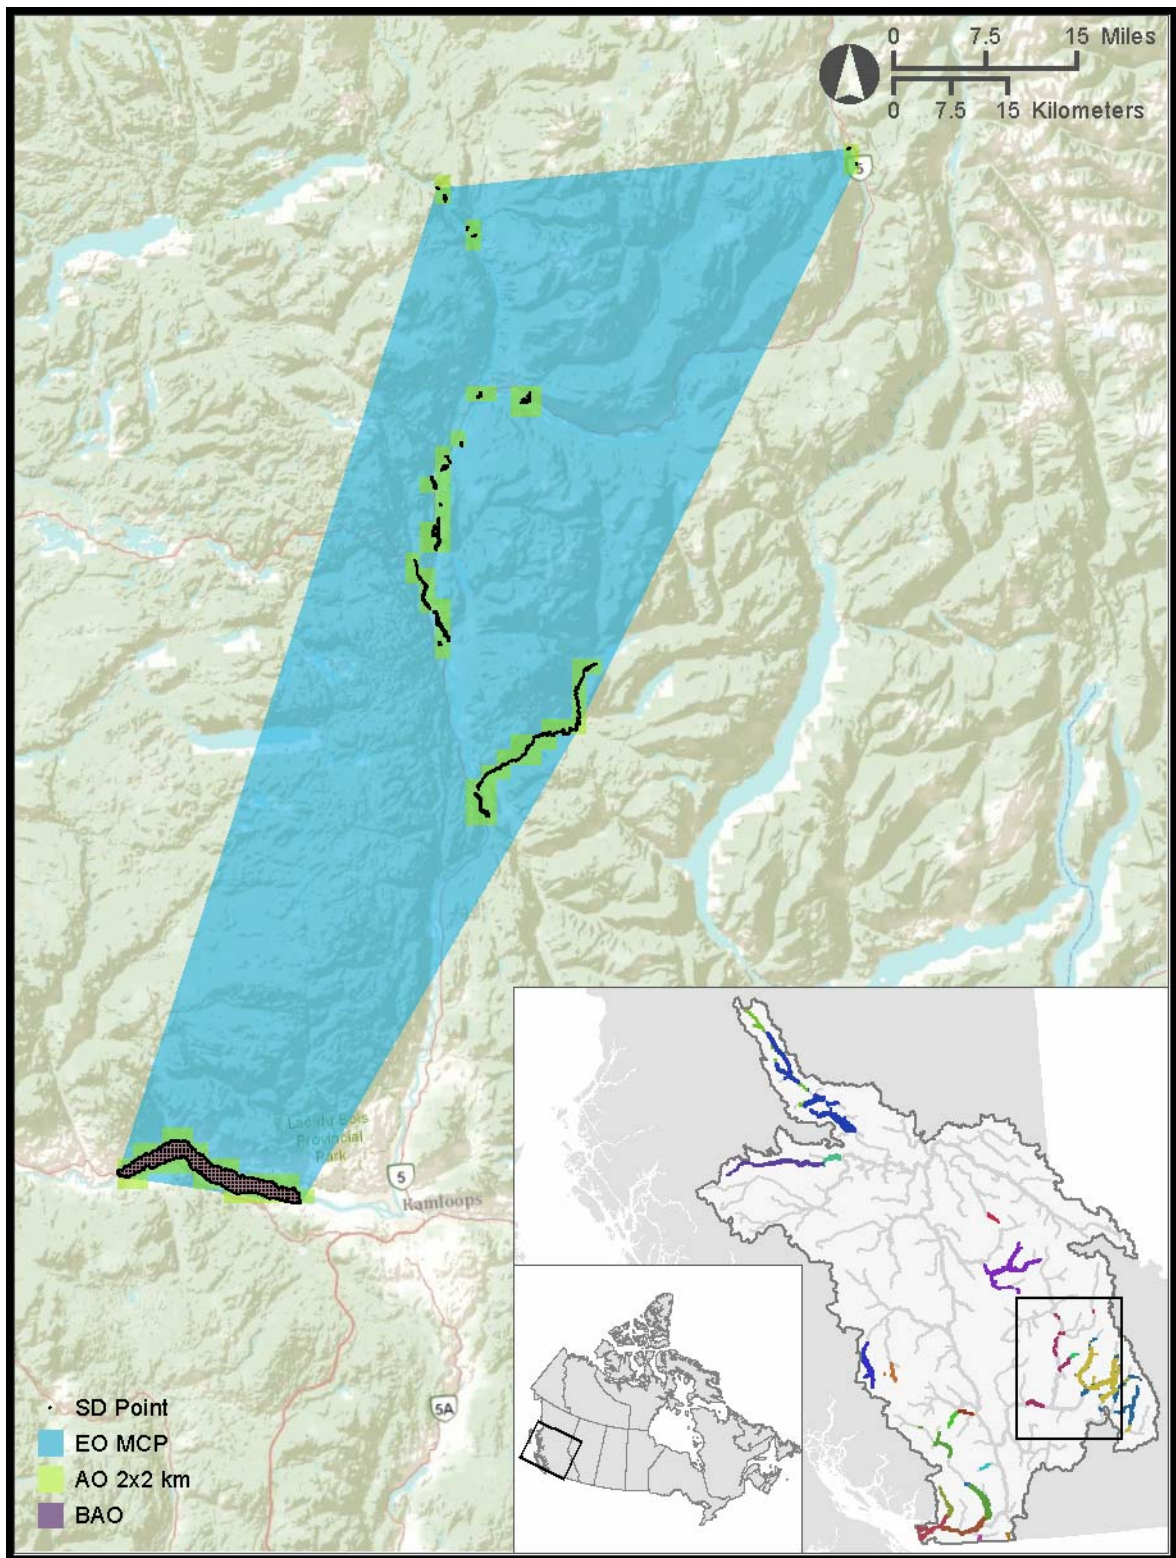 0 7.5 15 Miles
0 7.5 15 Kilometers
5
Lac du Bois
Provincial
Park
5
Kamloops
5A
SD Point
EO MCP
AO 2x2 km
BAO